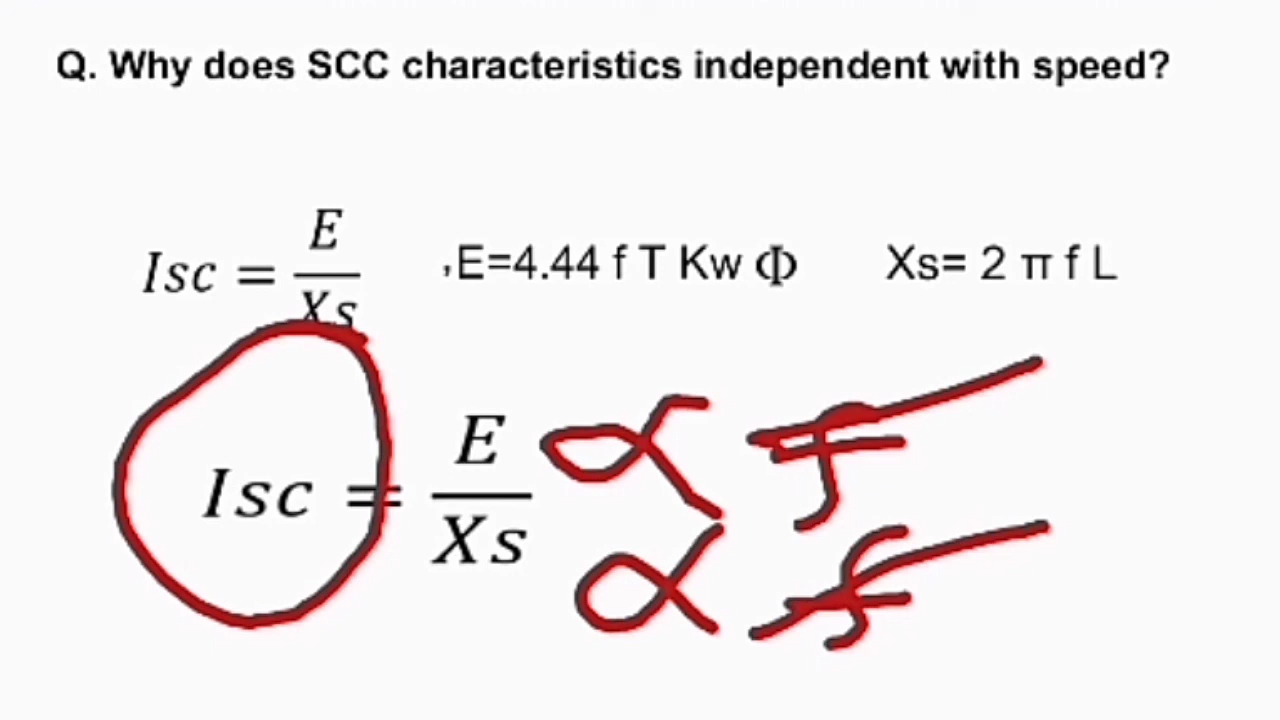 Q. Why does SCC characteristics independent with speed?
Isc = E/Xs ,E=4.44 f T Kw Φ Xs= 2 π f L
Isc = E/Xs ∝ f
∝ f